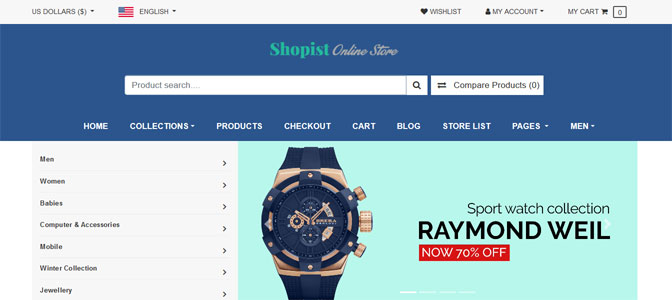 US DOLLARS ($) ENGLISH WISHLIST MY ACCOUNT MY CART 0
Shopist Online Store
Product search.... Compare Products (0)
HOME COLLECTIONS PRODUCTS CHECKOUT CART BLOG STORE LIST PAGES MEN
Men
Women
Babies
Computer & Accessories
Mobile
Winter Collection
Jewellery
Sport watch collection
RAYMOND WEIL
NOW 70% OFF
BRERA